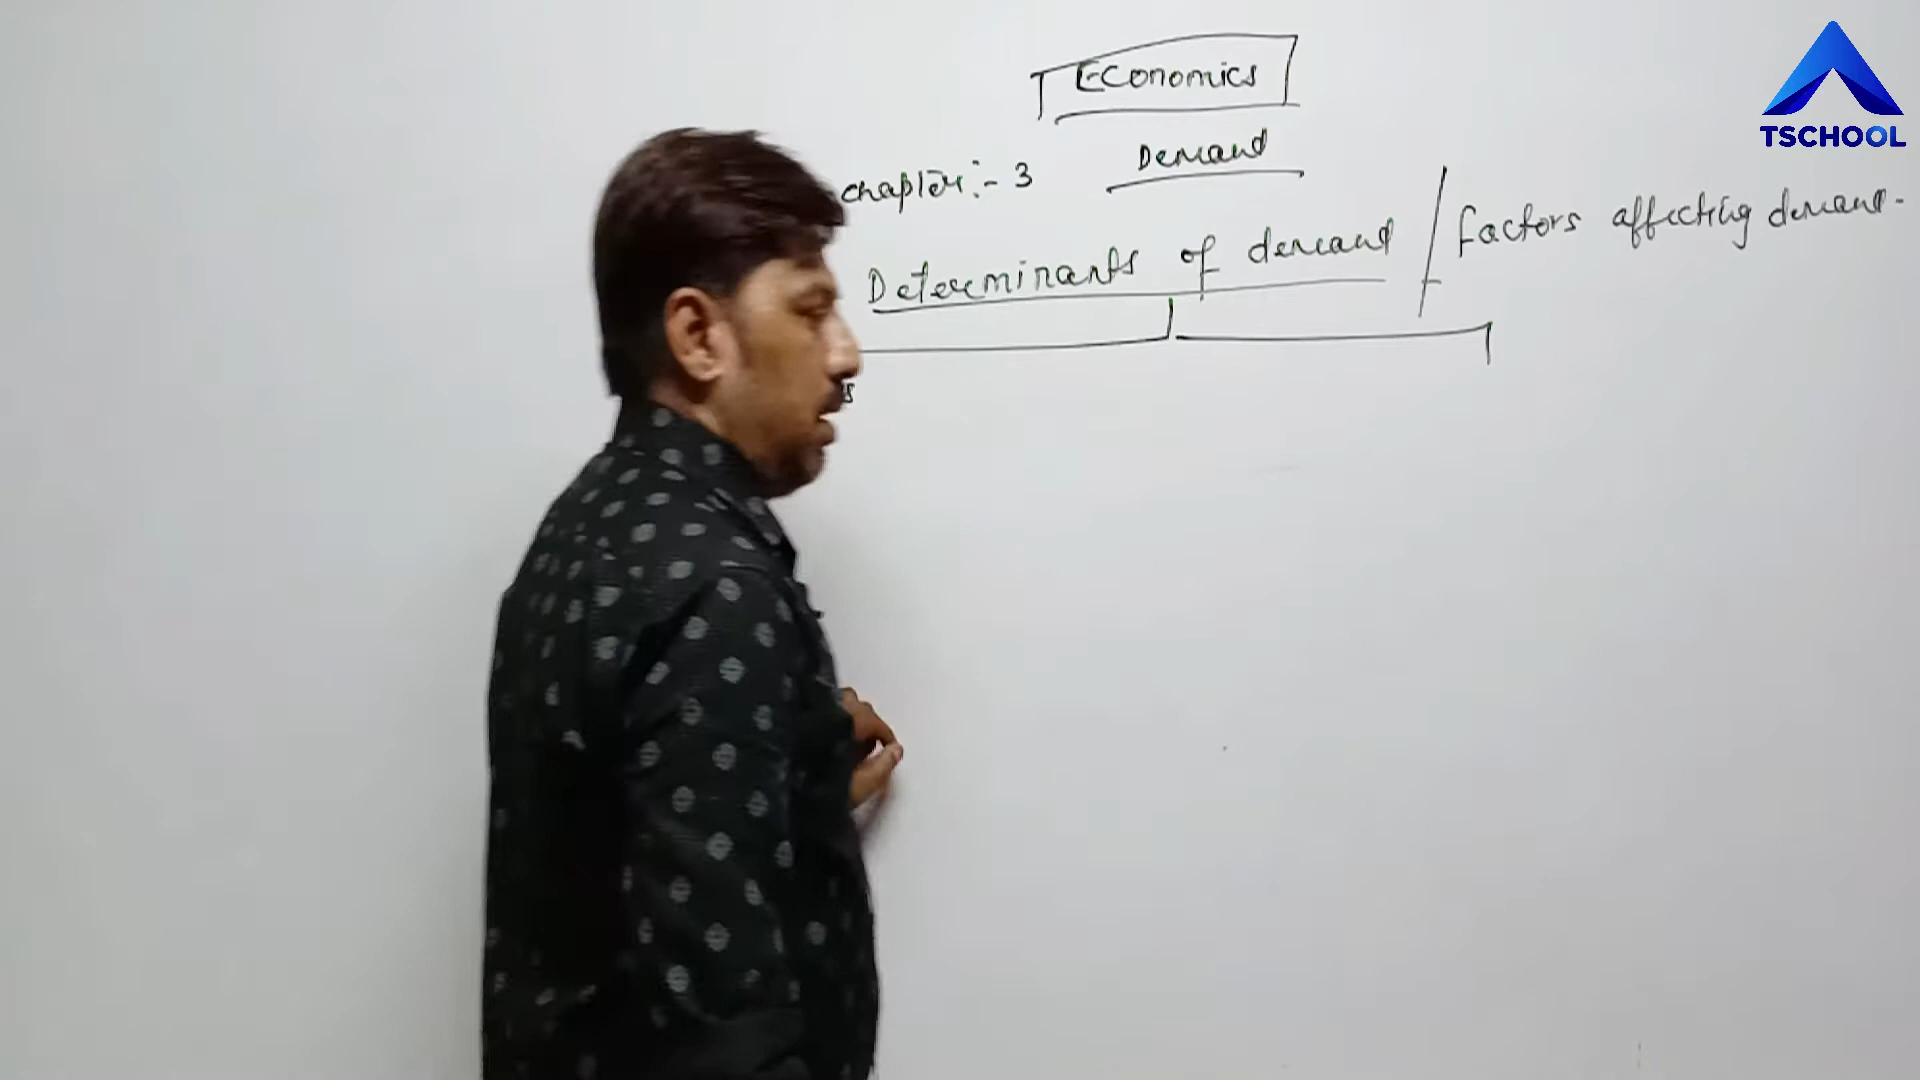 Economics
TSCHOOL
Demand
chapter:- 3
Determinants of demand / factors affecting demand.